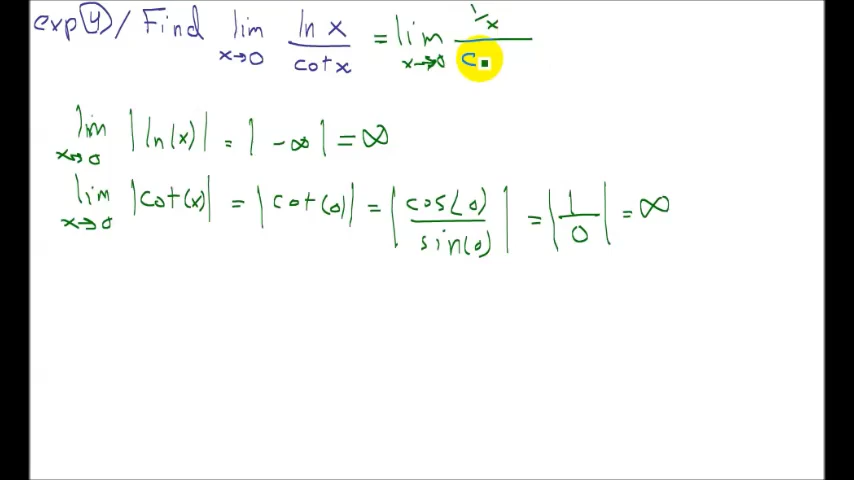 exp(y)/ Find lim x→0 ln x / cot x = lim x→0 1/x / c
lim x→0 |ln(x)| = |-∞| = ∞
lim x→0 |cot(x)| = |cot(0)| = |cos(0) / sin(0)| = |1/0| = ∞